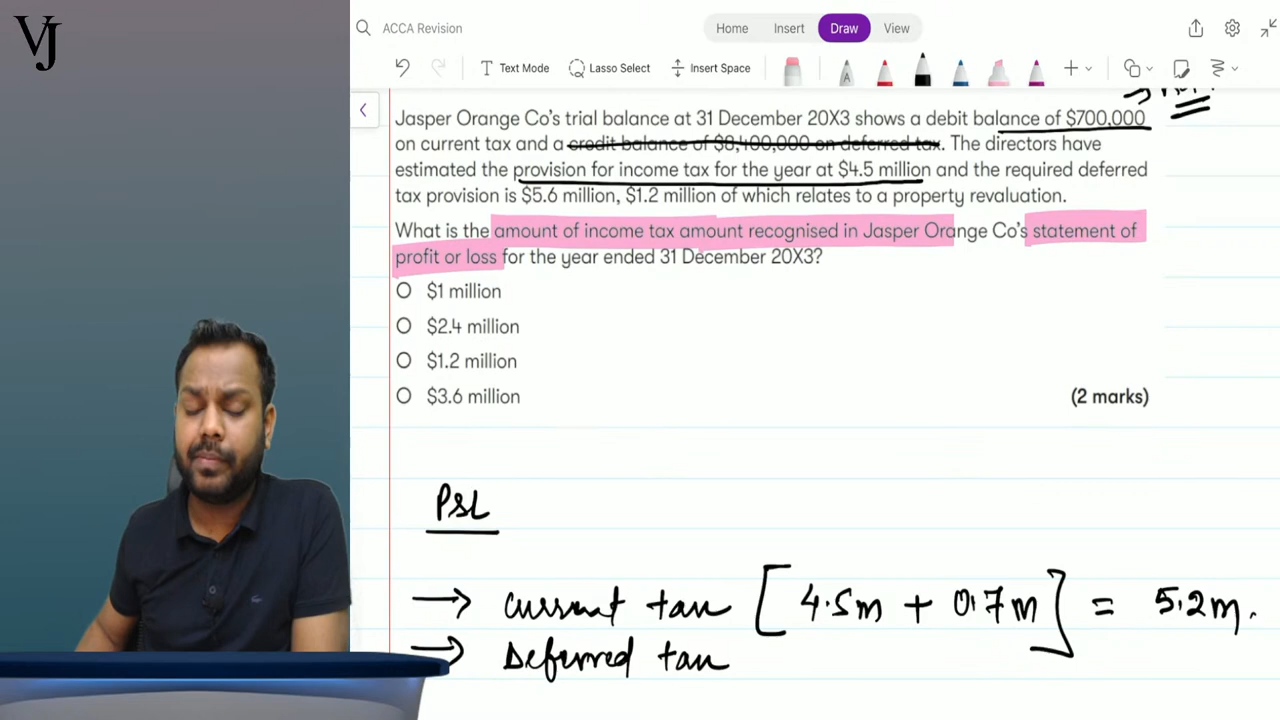 VJ
ACCA Revision
Home Insert Draw View
Text Mode Lasso Select Insert Space
Jasper Orange Co's trial balance at 31 December 20X3 shows a debit balance of $700,000
on current tax and a credit balance of $8,400,000 on deferred tax. The directors have
estimated the provision for income tax for the year at $4.5 million and the required deferred
tax provision is $5.6 million, $1.2 million of which relates to a property revaluation.
What is the amount of income tax amount recognised in Jasper Orange Co's statement of
profit or loss for the year ended 31 December 20X3?
$1 million
$2.4 million
$1.2 million
$3.6 million (2 marks)
P&L
→ Current tax [4.5m + 0.7m] = 5.2m.
→ Deferred tax